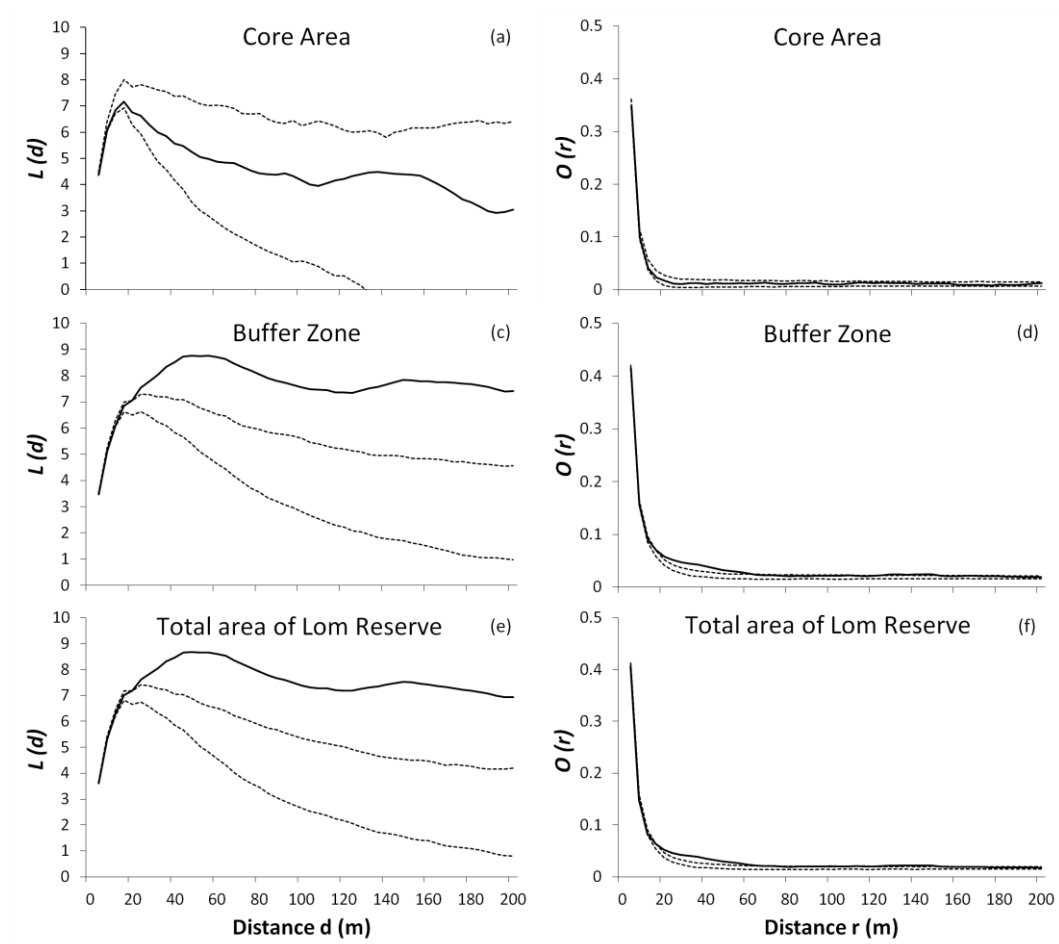 Core Area
(a)
10
9
8
7
6
5
4
3
2
1
0
L (d)
Core Area
0.5
0.4
0.3
0.2
0.1
0
O (r)
Buffer Zone
(c)
10
9
8
7
6
5
4
3
2
1
0
L (d)
Buffer Zone
(d)
0.5
0.4
0.3
0.2
0.1
0
O (r)
Total area of Lom Reserve
(e)
10
9
8
7
6
5
4
3
2
1
0
L (d)
0 20 40 60 80 100 120 140 160 180 200
Distance d (m)
Total area of Lom Reserve
(f)
0.5
0.4
0.3
0.2
0.1
0
O (r)
0 20 40 60 80 100 120 140 160 180 200
Distance r (m)